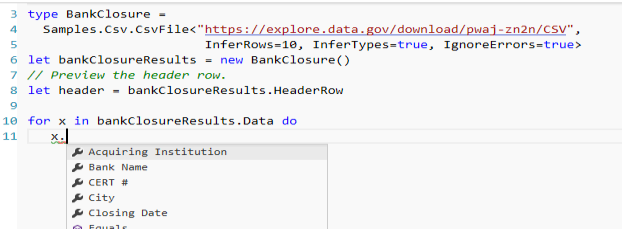 3 type BankClosure =
4 Samples.Csv.CsvFile<"https://explore.data.gov/download/pwaj-zn2n/CSV",
5 InferRows=10, InferTypes=true, IgnoreErrors=true>
6 let bankClosureResults = new BankClosure()
7 // Preview the header row.
8 let header = bankClosureResults.HeaderRow
9
10 for x in bankClosureResults.Data do
11 x.
Acquiring Institution
Bank Name
CERT #
City
Closing Date
Equals